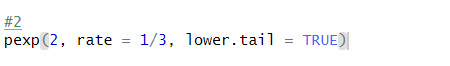 #2
pexp(2, rate = 1/3, lower.tail = TRUE)